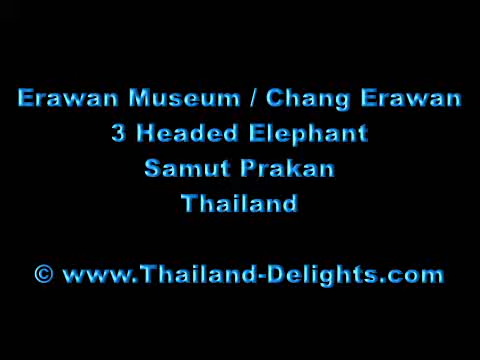 Erawan Museum / Chang Erawan
3 Headed Elephant
Samut Prakan
Thailand
© www.Thailand-Delights.com